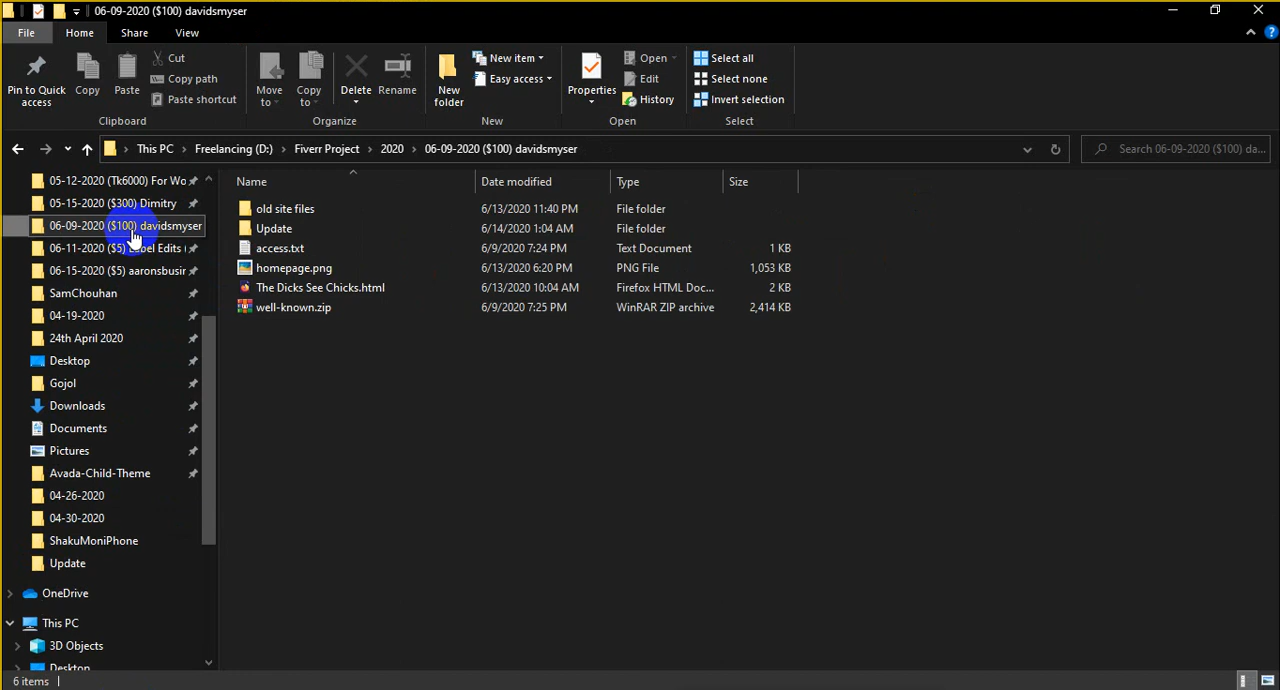 06-09-2020 ($100) davidsmyser
File Home Share View
Pin to Quick access
Copy
Paste
Cut
Copy path
Paste shortcut
Clipboard
Move to
Copy to
Delete
Rename
Organize
New folder
New item
Easy access
New
Properties
Open
Edit
History
Open
Select all
Select none
Invert selection
Select
This PC > Freelancing (D:) > Fiverr Project > 2020 > 06-09-2020 ($100) davidsmyser
Search 06-09-2020 ($100) da...
05-12-2020 (Tk6000) For Wo
05-15-2020 ($300) Dimitry
06-09-2020 ($100) davidsmyser
06-11-2020 ($5) Label Edits (
06-15-2020 ($5) aaronsbusir
SamChouhan
04-19-2020
24th April 2020
Desktop
Gojol
Downloads
Documents
Pictures
Avada-Child-Theme
04-26-2020
04-30-2020
ShakuMoniPhone
Update
OneDrive
This PC
3D Objects
Desktop
Name Date modified Type Size
old site files 6/13/2020 11:40 PM File folder
Update 6/14/2020 1:04 AM File folder
access.txt 6/9/2020 7:24 PM Text Document 1 KB
homepage.png 6/13/2020 6:20 PM PNG File 1,053 KB
The Dicks See Chicks.html 6/13/2020 10:04 AM Firefox HTML Doc... 2 KB
well-known.zip 6/9/2020 7:25 PM WinRAR ZIP archive 2,414 KB
6 items